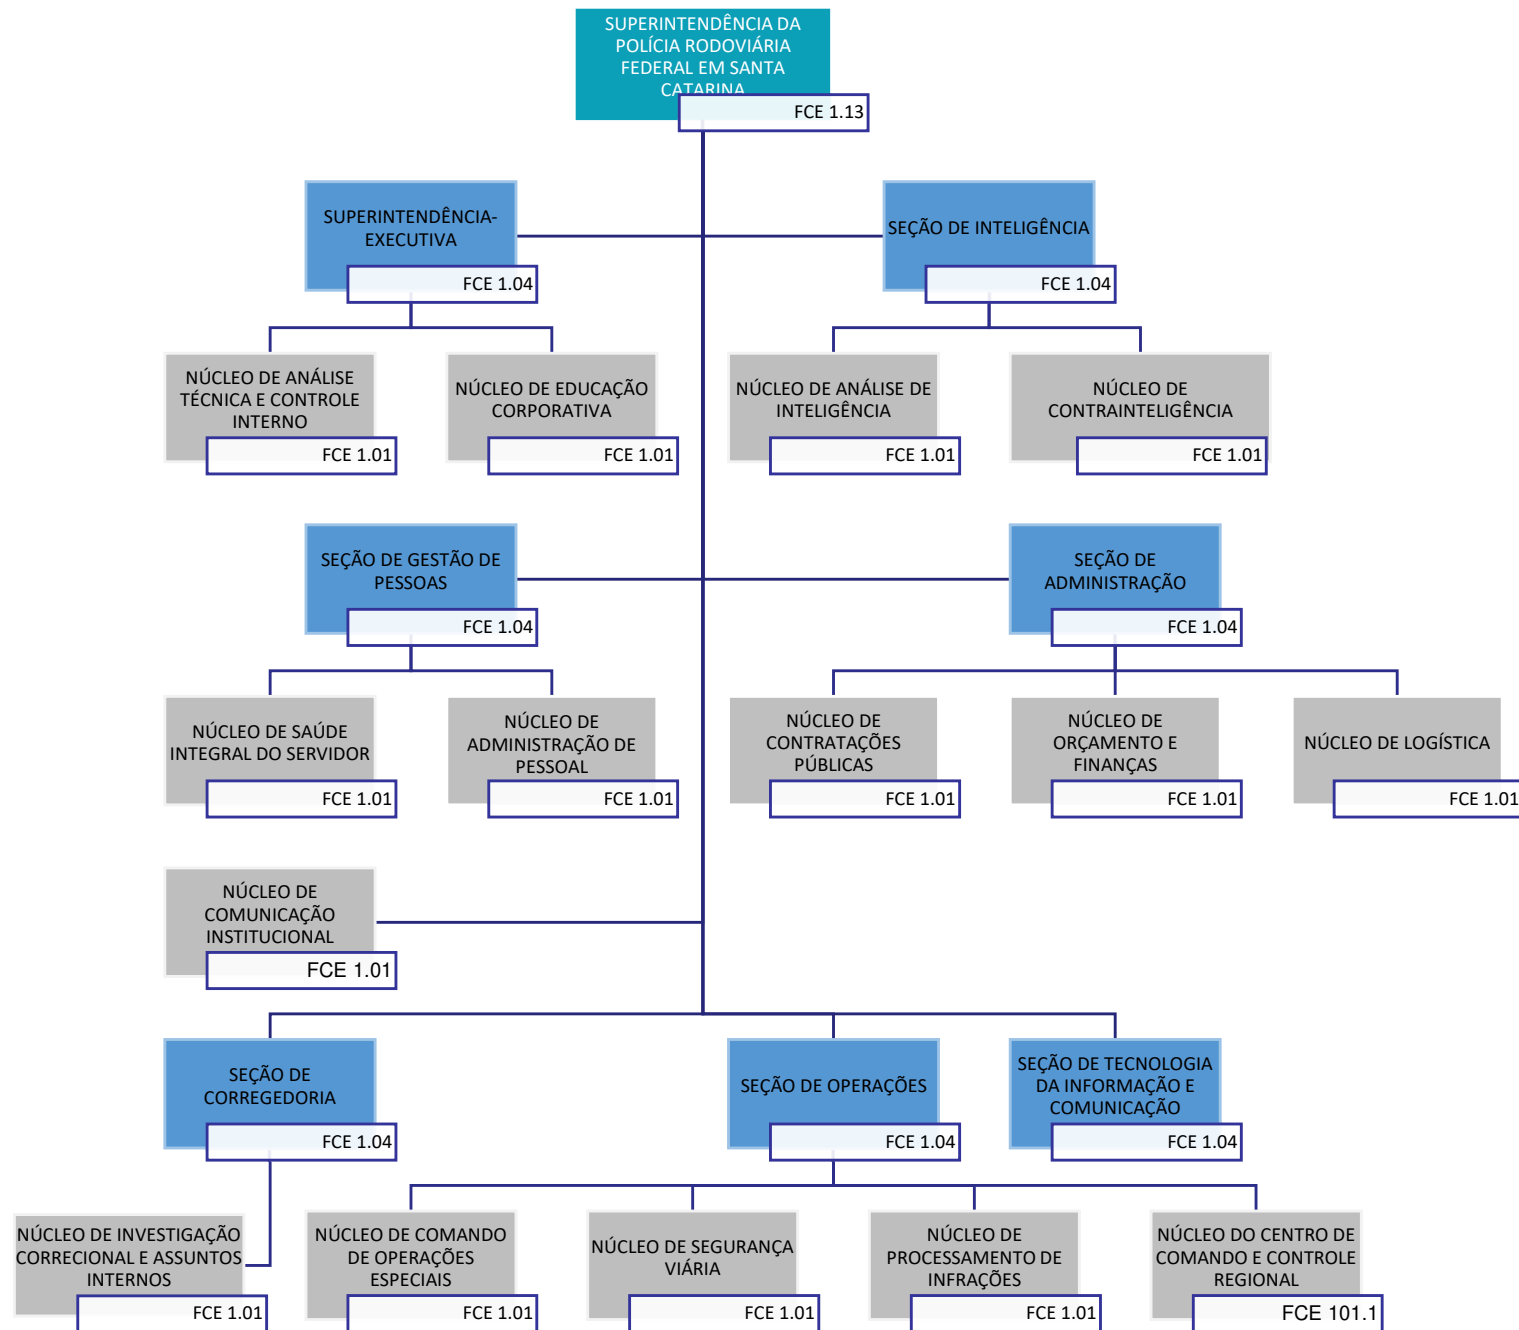 SUPERINTENDÊNCIA DA
POLÍCIA RODOVIÁRIA
FEDERAL EM SANTA
CATARINA
FCE 1.13
SUPERINTENDÊNCIA-
EXECUTIVA
FCE 1.04
SEÇÃO DE INTELIGÊNCIA
FCE 1.04
NÚCLEO DE ANÁLISE
TÉCNICA E CONTROLE
INTERNO
FCE 1.01
NÚCLEO DE EDUCAÇÃO
CORPORATIVA
FCE 1.01
NÚCLEO DE ANÁLISE DE
INTELIGÊNCIA
FCE 1.01
NÚCLEO DE
CONTRAINTELIGÊNCIA
FCE 1.01
SEÇÃO DE GESTÃO DE
PESSOAS
FCE 1.04
SEÇÃO DE
ADMINISTRAÇÃO
FCE 1.04
NÚCLEO DE SAÚDE
INTEGRAL DO SERVIDOR
FCE 1.01
NÚCLEO DE
ADMINISTRAÇÃO DE
PESSOAL
FCE 1.01
NÚCLEO DE
CONTRATAÇÕES
PÚBLICAS
FCE 1.01
NÚCLEO DE
ORÇAMENTO E
FINANÇAS
FCE 1.01
NÚCLEO DE LOGÍSTICA
FCE 1.01
NÚCLEO DE
COMUNICAÇÃO
INSTITUCIONAL
FCE 1.01
SEÇÃO DE
CORREGEDORIA
FCE 1.04
SEÇÃO DE OPERAÇÕES
FCE 1.04
SEÇÃO DE TECNOLOGIA
DA INFORMAÇÃO E
COMUNICAÇÃO
FCE 1.04
NÚCLEO DE INVESTIGAÇÃO
CORRECIONAL E ASSUNTOS
INTERNOS
FCE 1.01
NÚCLEO DE COMANDO
DE OPERAÇÕES
ESPECIAIS
FCE 1.01
NÚCLEO DE SEGURANÇA
VIÁRIA
FCE 1.01
NÚCLEO DE
PROCESSAMENTO DE
INFRAÇÕES
FCE 1.01
NÚCLEO DO CENTRO DE
COMANDO E CONTROLE
REGIONAL
FCE 101.1